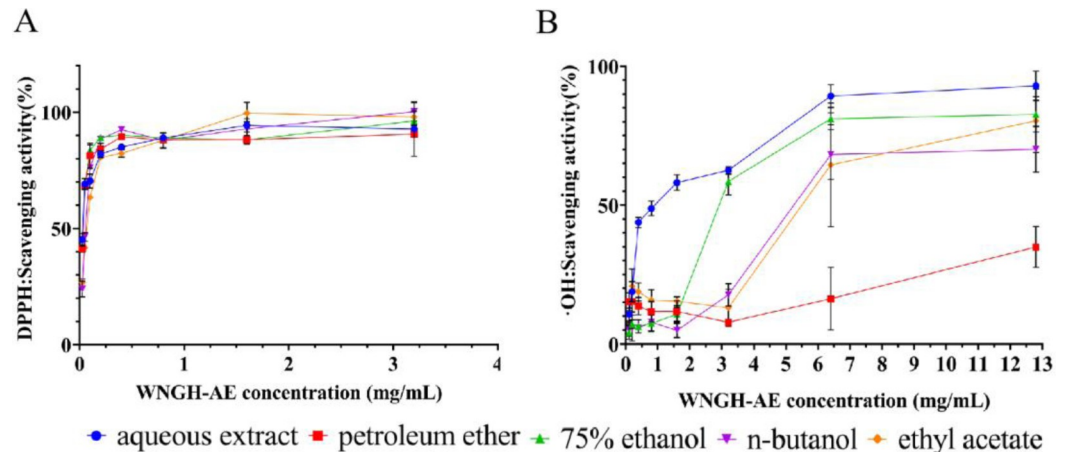 A
B
DPPH:Scavenging activity(%)
100
50
0
0 1 2 3 4
WNGH-AE concentration (mg/mL)
·OH:Scavenging activity(%)
100
50
0
0 1 2 3 4 5 6 7 8 9 10 11 12 13
WNGH-AE concentration (mg/mL)
aqueous extract petroleum ether 75% ethanol n-butanol ethyl acetate